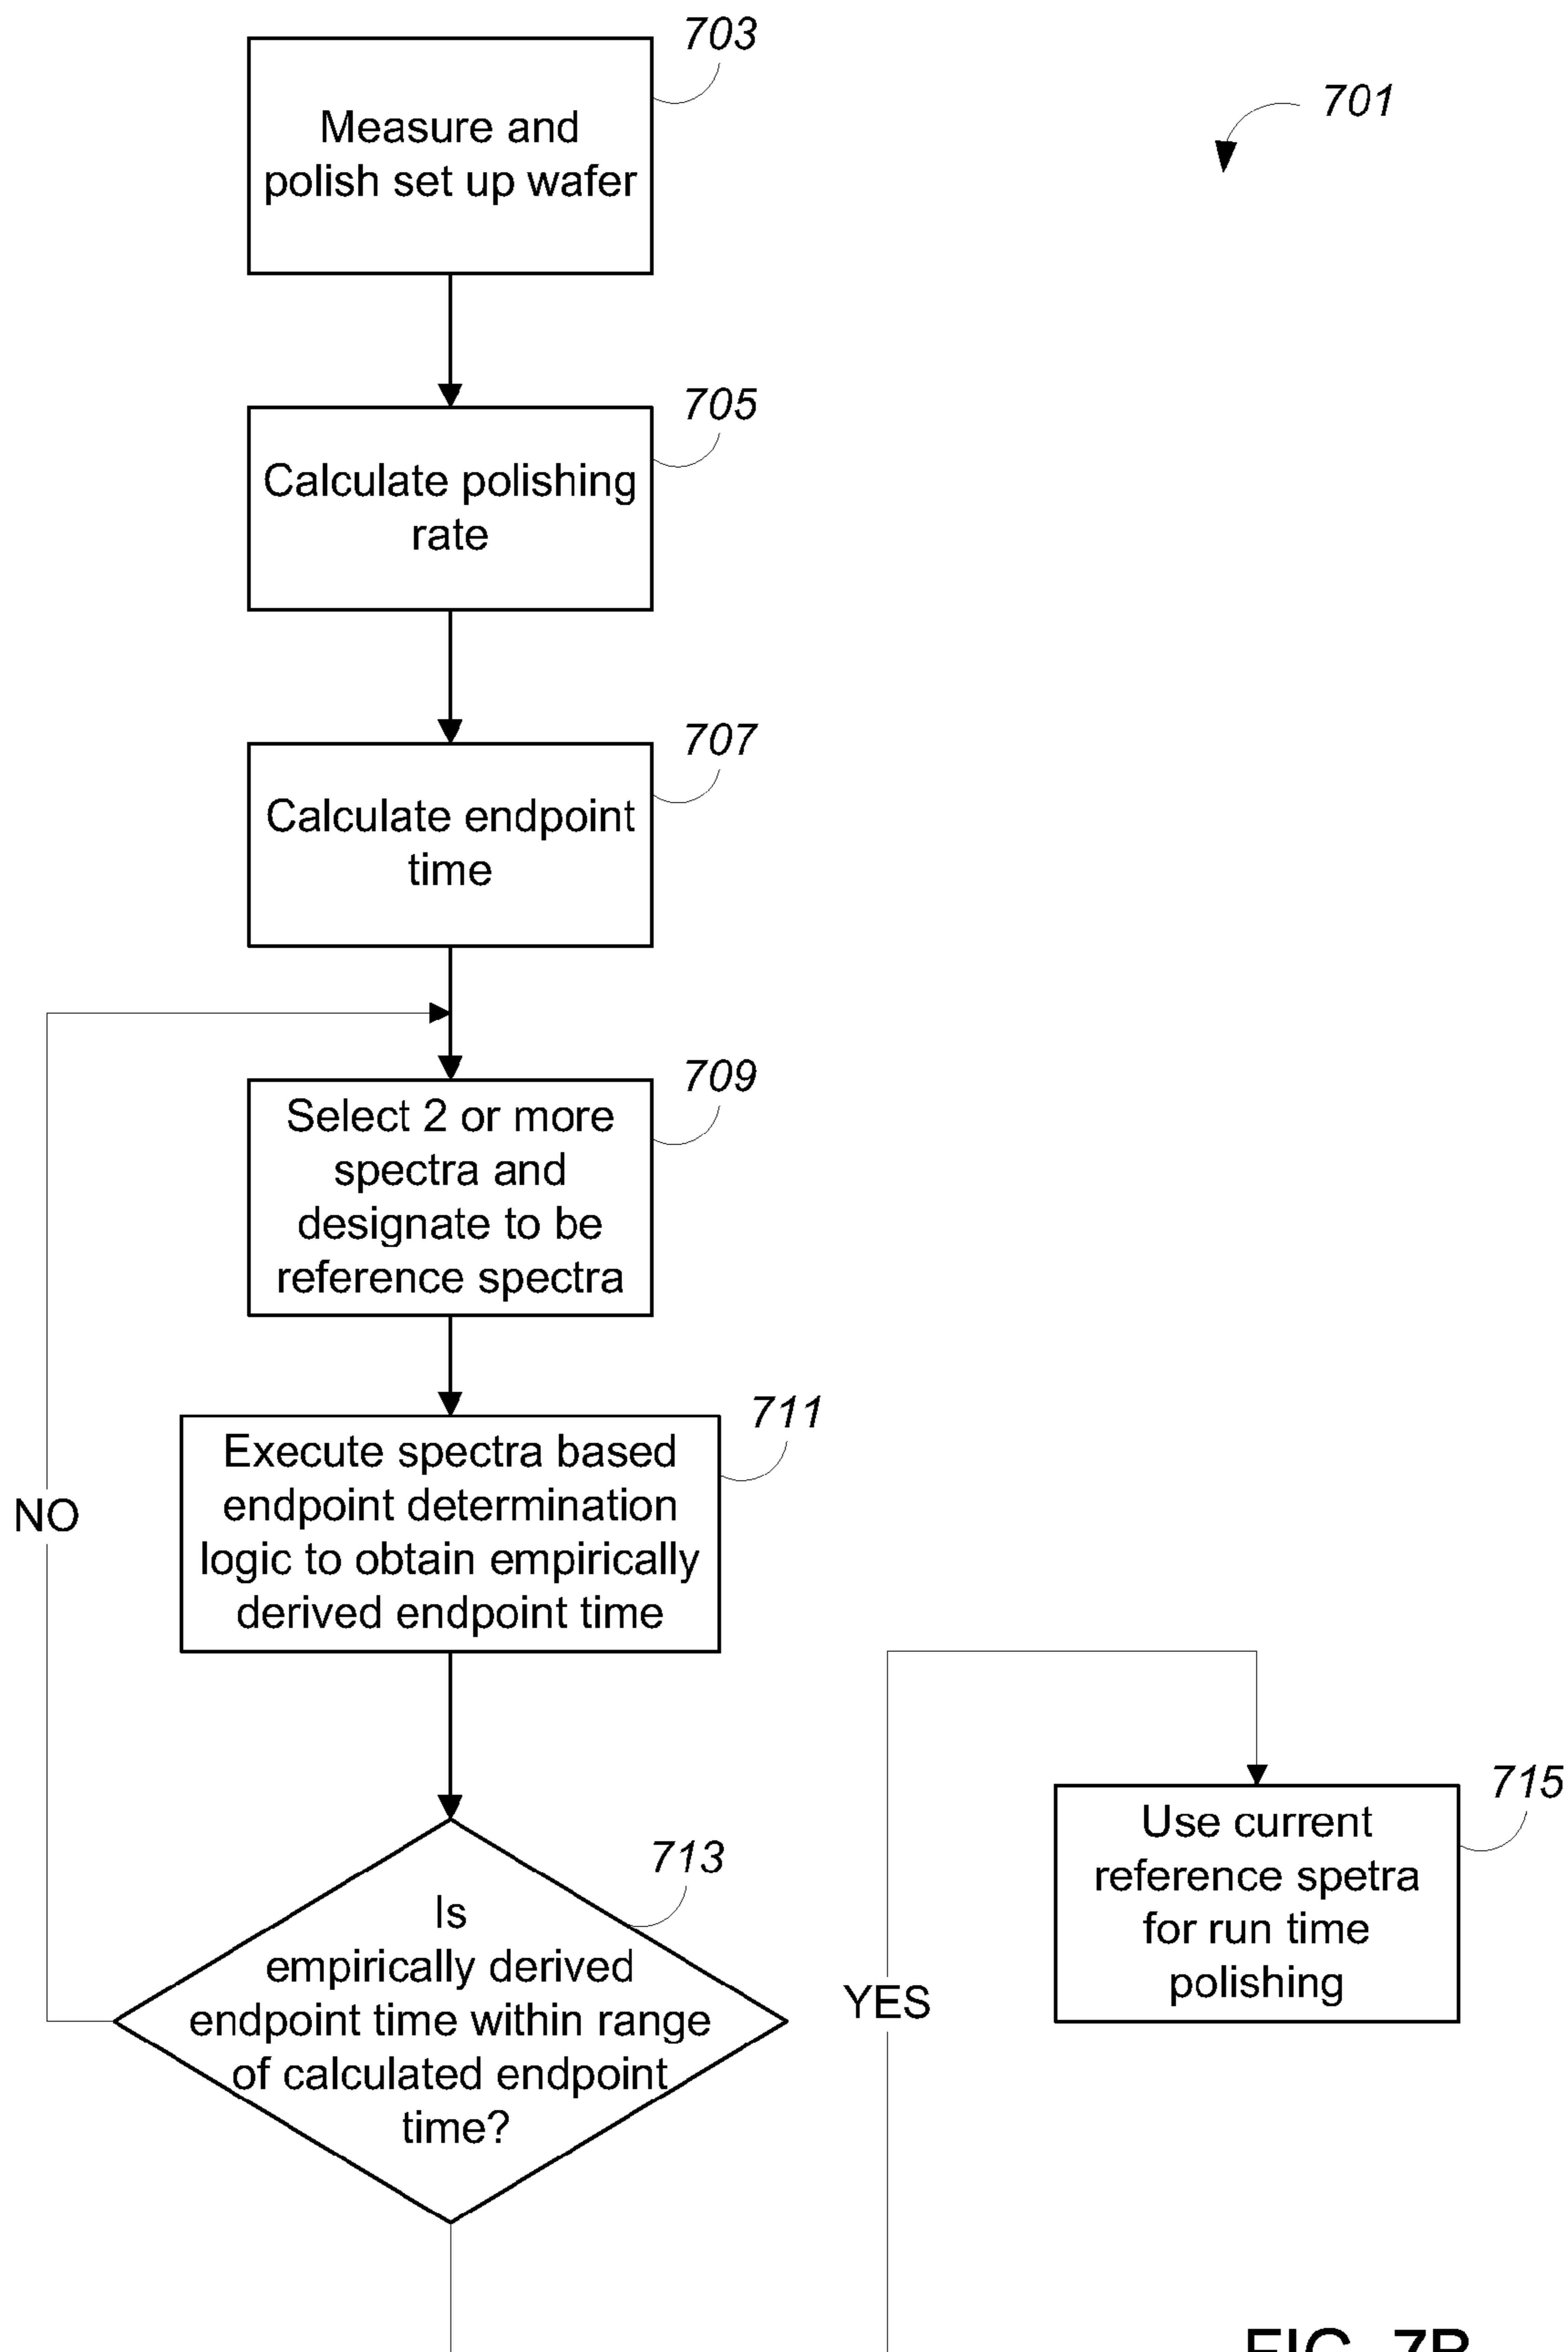 703
Measure and
polish set up wafer
701
705
Calculate polishing
rate
707
Calculate endpoint
time
709
Select 2 or more
spectra and
designate to be
reference spectra
711
Execute spectra based
endpoint determination
logic to obtain empirically
derived endpoint time
NO
713
Is
empirically derived
endpoint time within range
of calculated endpoint
time?
YES
715
Use current
reference spetra
for run time
polishing
FIG. 7B